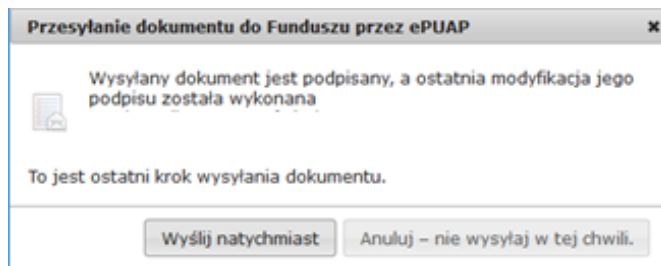 Przesyłanie dokumentu do Funduszu przez ePUAP
Wysyłany dokument jest podpisany, a ostatnia modyfikacja jego
podpisu została wykonana
To jest ostatni krok wysyłania dokumentu.
Wyślij natychmiast
Anuluj – nie wysyłaj w tej chwili.